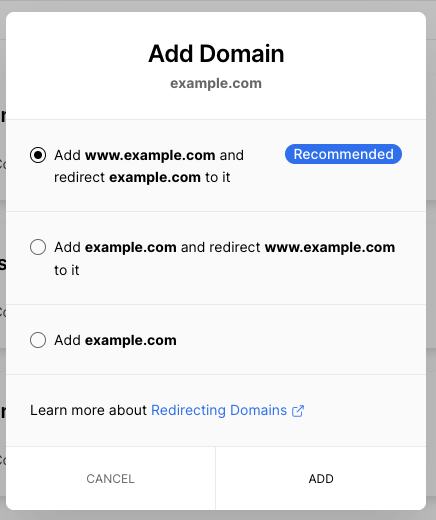 Add Domain
example.com
Add www.example.com and
redirect example.com to it
Recommended
Add example.com and redirect www.example.com
to it
Add example.com
Learn more about Redirecting Domains
CANCEL
ADD